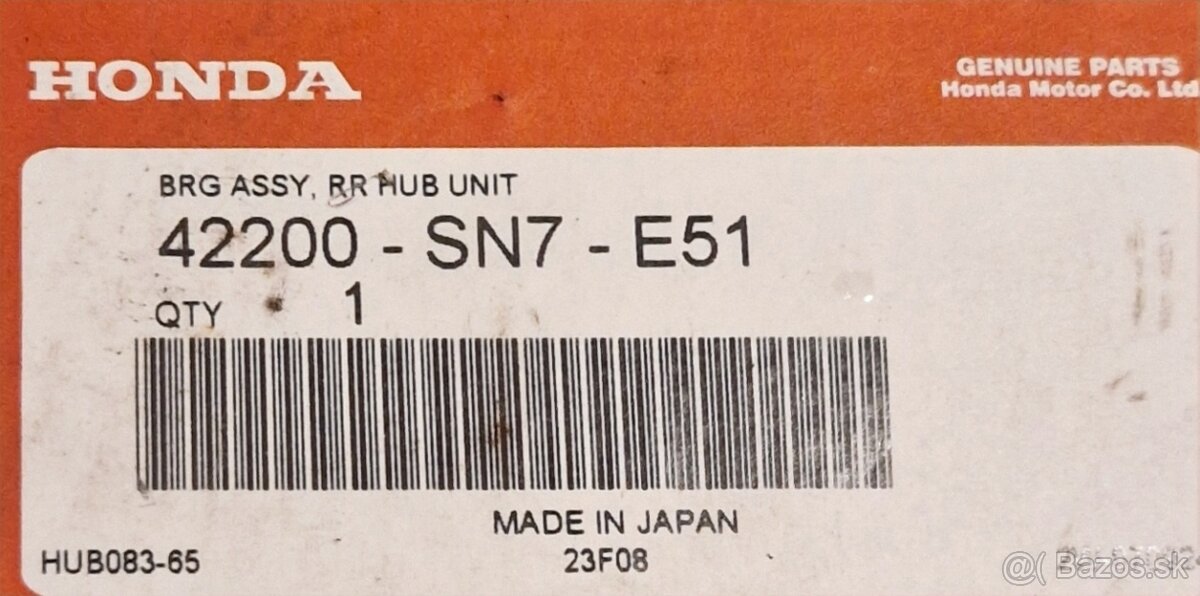 HONDA
GENUINE PARTS
Honda Motor Co. Ltd
BRG ASSY, RR HUB UNIT
42200 - SN7 - E51
QTY 1
MADE IN JAPAN
HUB083-65
23F08
@( Bazos.sk